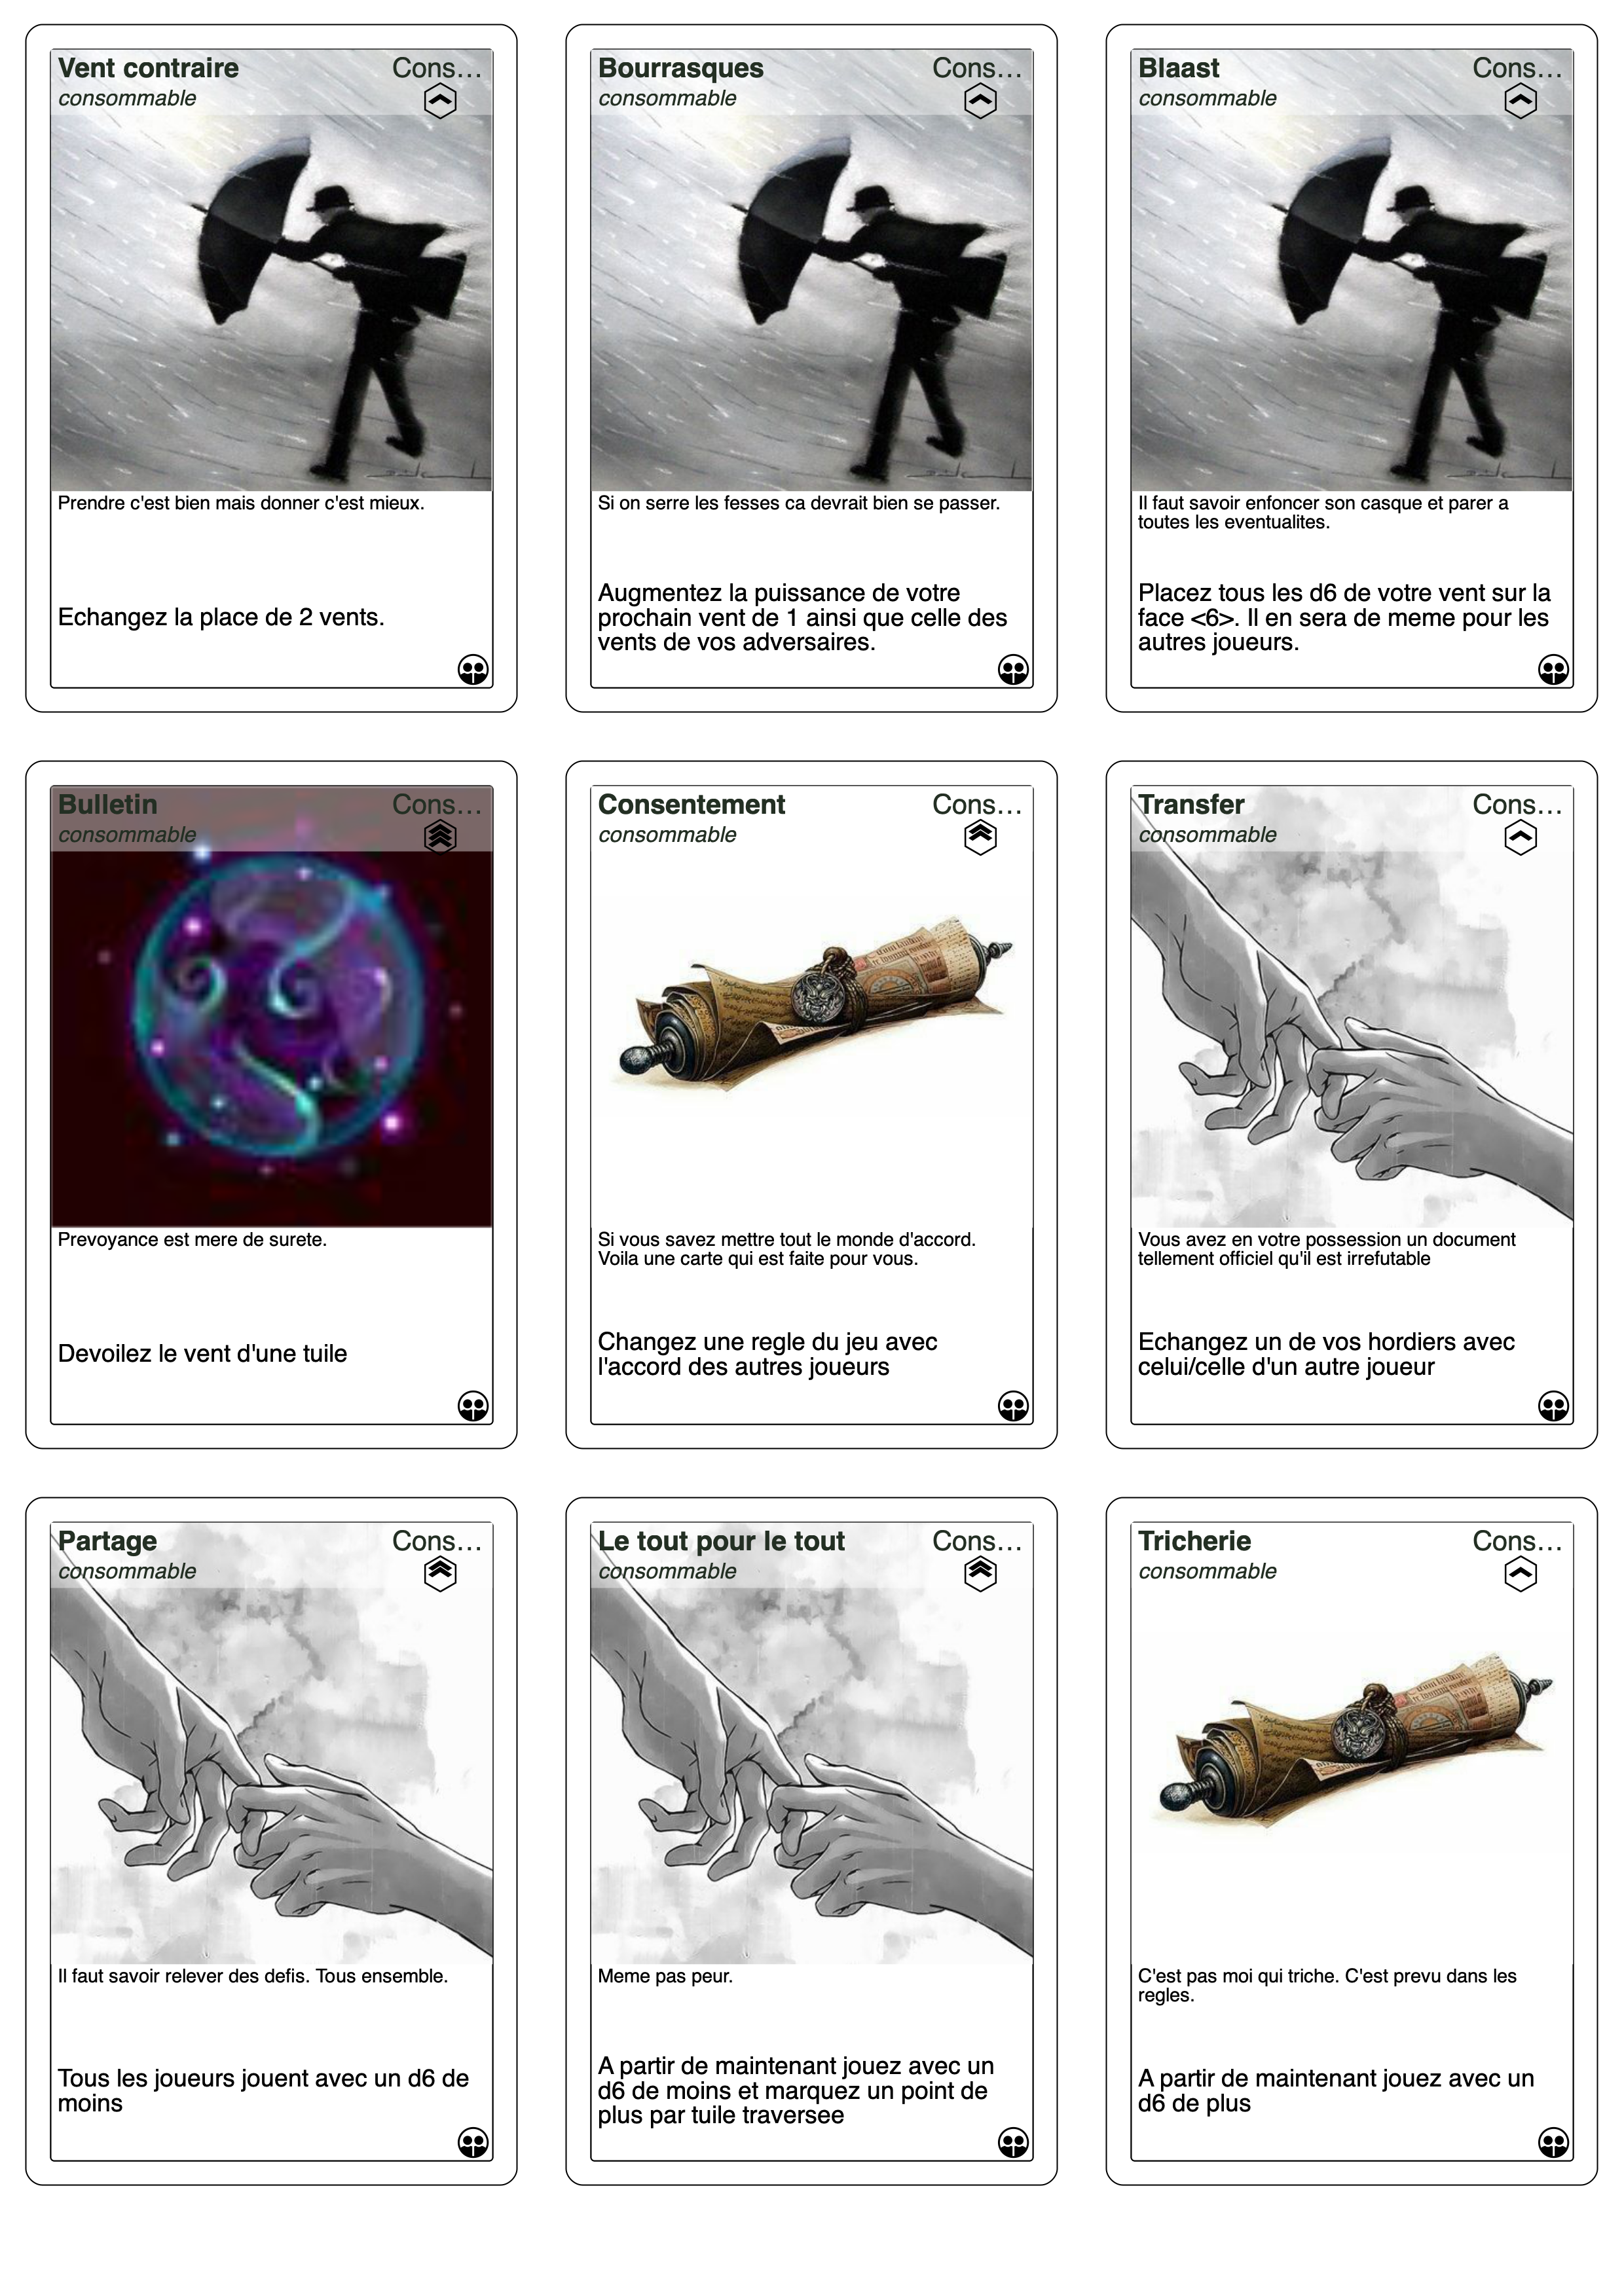 Vent contraire Cons...
consommable
Prendre c'est bien mais donner c'est mieux.
Echangez la place de 2 vents.
Bourrasques Cons...
consommable
Si on serre les fesses ca devrait bien se passer.
Augmentez la puissance de votre
prochain vent de 1 ainsi que celle des
vents de vos adversaires.
Blaast Cons...
consommable
Il faut savoir enfoncer son casque et parer a
toutes les eventualites.
Placez tous les d6 de votre vent sur la
face <6>. Il en sera de meme pour les
autres joueurs.
Bulletin Cons...
consommable
Prevoyance est mere de surete.
Devoilez le vent d'une tuile
Consentement Cons...
consommable
Si vous savez mettre tout le monde d'accord.
Voila une carte qui est faite pour vous.
Changez une regle du jeu avec
l'accord des autres joueurs
Transfer Cons...
consommable
Vous avez en votre possession un document
tellement officiel qu'il est irrefutable
Echangez un de vos hordiers avec
celui/celle d'un autre joueur
Partage Cons...
consommable
Il faut savoir relever des defis. Tous ensemble.
Tous les joueurs jouent avec un d6 de
moins
Le tout pour le tout Cons...
consommable
Meme pas peur.
A partir de maintenant jouez avec un
d6 de moins et marquez un point de
plus par tuile traversee
Tricherie Cons...
consommable
C'est pas moi qui triche. C'est prevu dans les
regles.
A partir de maintenant jouez avec un
d6 de plus